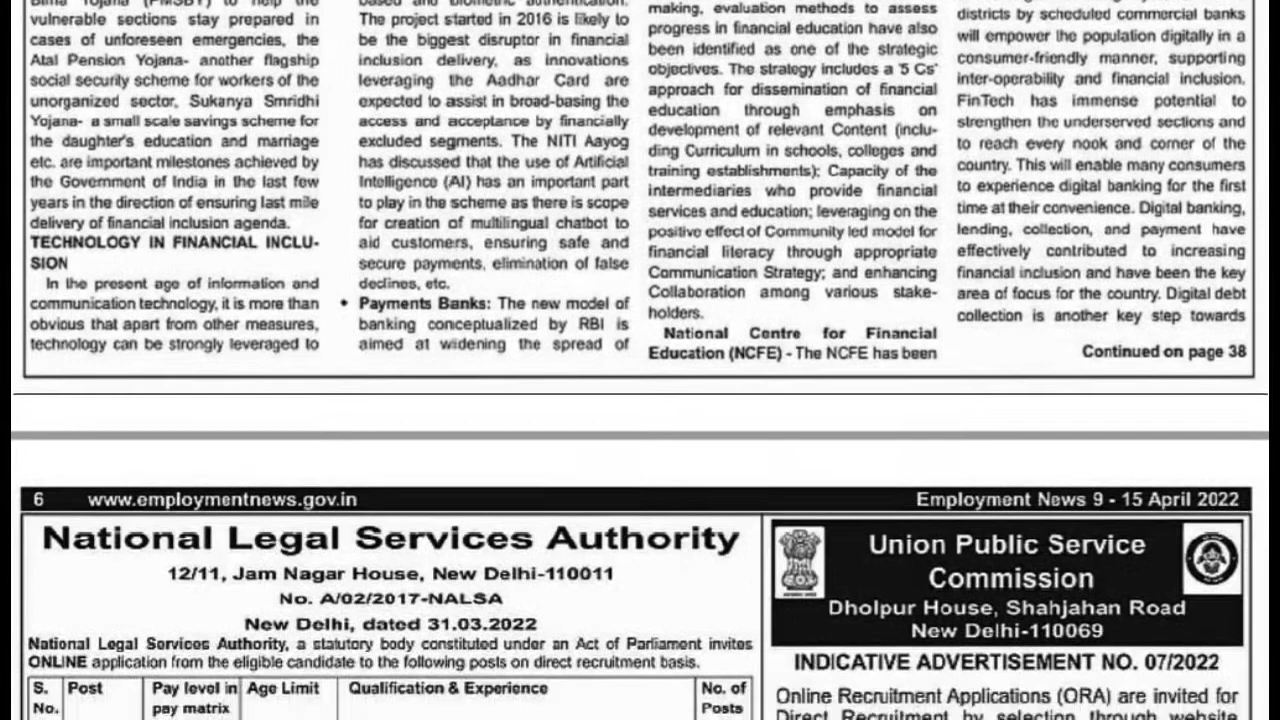 Bima Yojana (PMSBY) to help the
vulnerable sections stay prepared in
cases of unforeseen emergencies, the
Atal Pension Yojana- another flagship
social security scheme for workers of the
unorganized sector, Sukanya Smridhi
Yojana- a small scale savings scheme for
the daughter's education and marriage
etc. are important milestones achieved by
the Government of India in the last few
years in the direction of ensuring last mile
delivery of financial inclusion agenda.
TECHNOLOGY IN FINANCIAL INCLU-
SION
In the present age of information and
communication technology, it is more than
obvious that apart from other measures,
technology can be strongly leveraged to
based and biometric authentication.
The project started in 2016 is likely to
be the biggest disruptor in financial
inclusion delivery, as innovations
leveraging the Aadhar Card are
expected to assist in broad-basing the
access and acceptance by financially
excluded segments. The NITI Aayog
has discussed that the use of Artificial
Intelligence (AI) has an important part
to play in the scheme as there is scope
for creation of multilingual chatbot to
aid customers, ensuring safe and
secure payments, elimination of false
declines, etc.
• Payments Banks: The new model of
banking conceptualized by RBI is
aimed at widening the spread of
making, evaluation methods to assess
progress in financial education have also
been identified as one of the strategic
objectives. The strategy includes a '5 Cs'
approach for dissemination of financial
education through emphasis on
development of relevant Content (inclu-
ding Curriculum in schools, colleges and
training establishments); Capacity of the
intermediaries who provide financial
services and education; leveraging on the
positive effect of Community led model for
financial literacy through appropriate
Communication Strategy; and enhancing
Collaboration among various stake-
holders.
National Centre for Financial
Education (NCFE) - The NCFE has been
districts by scheduled commercial banks
will empower the population digitally in a
consumer-friendly manner, supporting
inter-operability and financial inclusion.
FinTech has immense potential to
strengthen the underserved sections and
to reach every nook and corner of the
country. This will enable many consumers
to experience digital banking for the first
time at their convenience. Digital banking,
lending, collection, and payment have
effectively contributed to increasing
financial inclusion and have been the key
area of focus for the country. Digital debt
collection is another key step towards
Continued on page 38
6 www.employmentnews.gov.in Employment News 9 - 15 April 2022
National Legal Services Authority
12/11, Jam Nagar House, New Delhi-110011
No. A/02/2017-NALSA
New Delhi, dated 31.03.2022
National Legal Services Authority, a statutory body constituted under an Act of Parliament invites
ONLINE application from the eligible candidate to the following posts on direct recruitment basis.
S. No. Post Pay level in pay matrix Age Limit Qualification & Experience No. of Posts
Union Public Service
Commission
Dholpur House, Shahjahan Road
New Delhi-110069
INDICATIVE ADVERTISEMENT NO. 07/2022
Online Recruitment Applications (ORA) are invited for
Direct Recruitment by selection through website